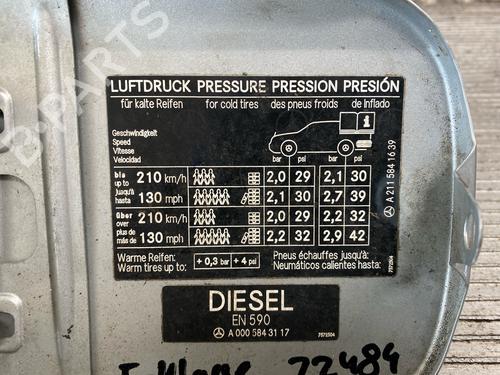 LUFTDRUCK PRESSURE PRESSION PRESIÓN
für kalte Reifen for cold tires des pneus froids de inflado
Geschwindigkeit
Speed
Vitesse
Velocidad
bar psi bar psi
bis
up to 210 km/h 2,0 29 2,1 30
jusqu'à
hasta 130 mph 2,1 30 2,7 39
über
over 210 km/h 2,0 29 2,2 32
plus de
más de 130 mph 2,2 32 2,9 42
Warme Reifen: Pneus échauffés jusqu'à:
Warm tires up to: + 0,3 bar + 4 psi Neumáticos calientes hasta:
A 211 584 16 39
DIESEL
EN 590
A 000 584 31 17 7571504
22484
B-PARTS